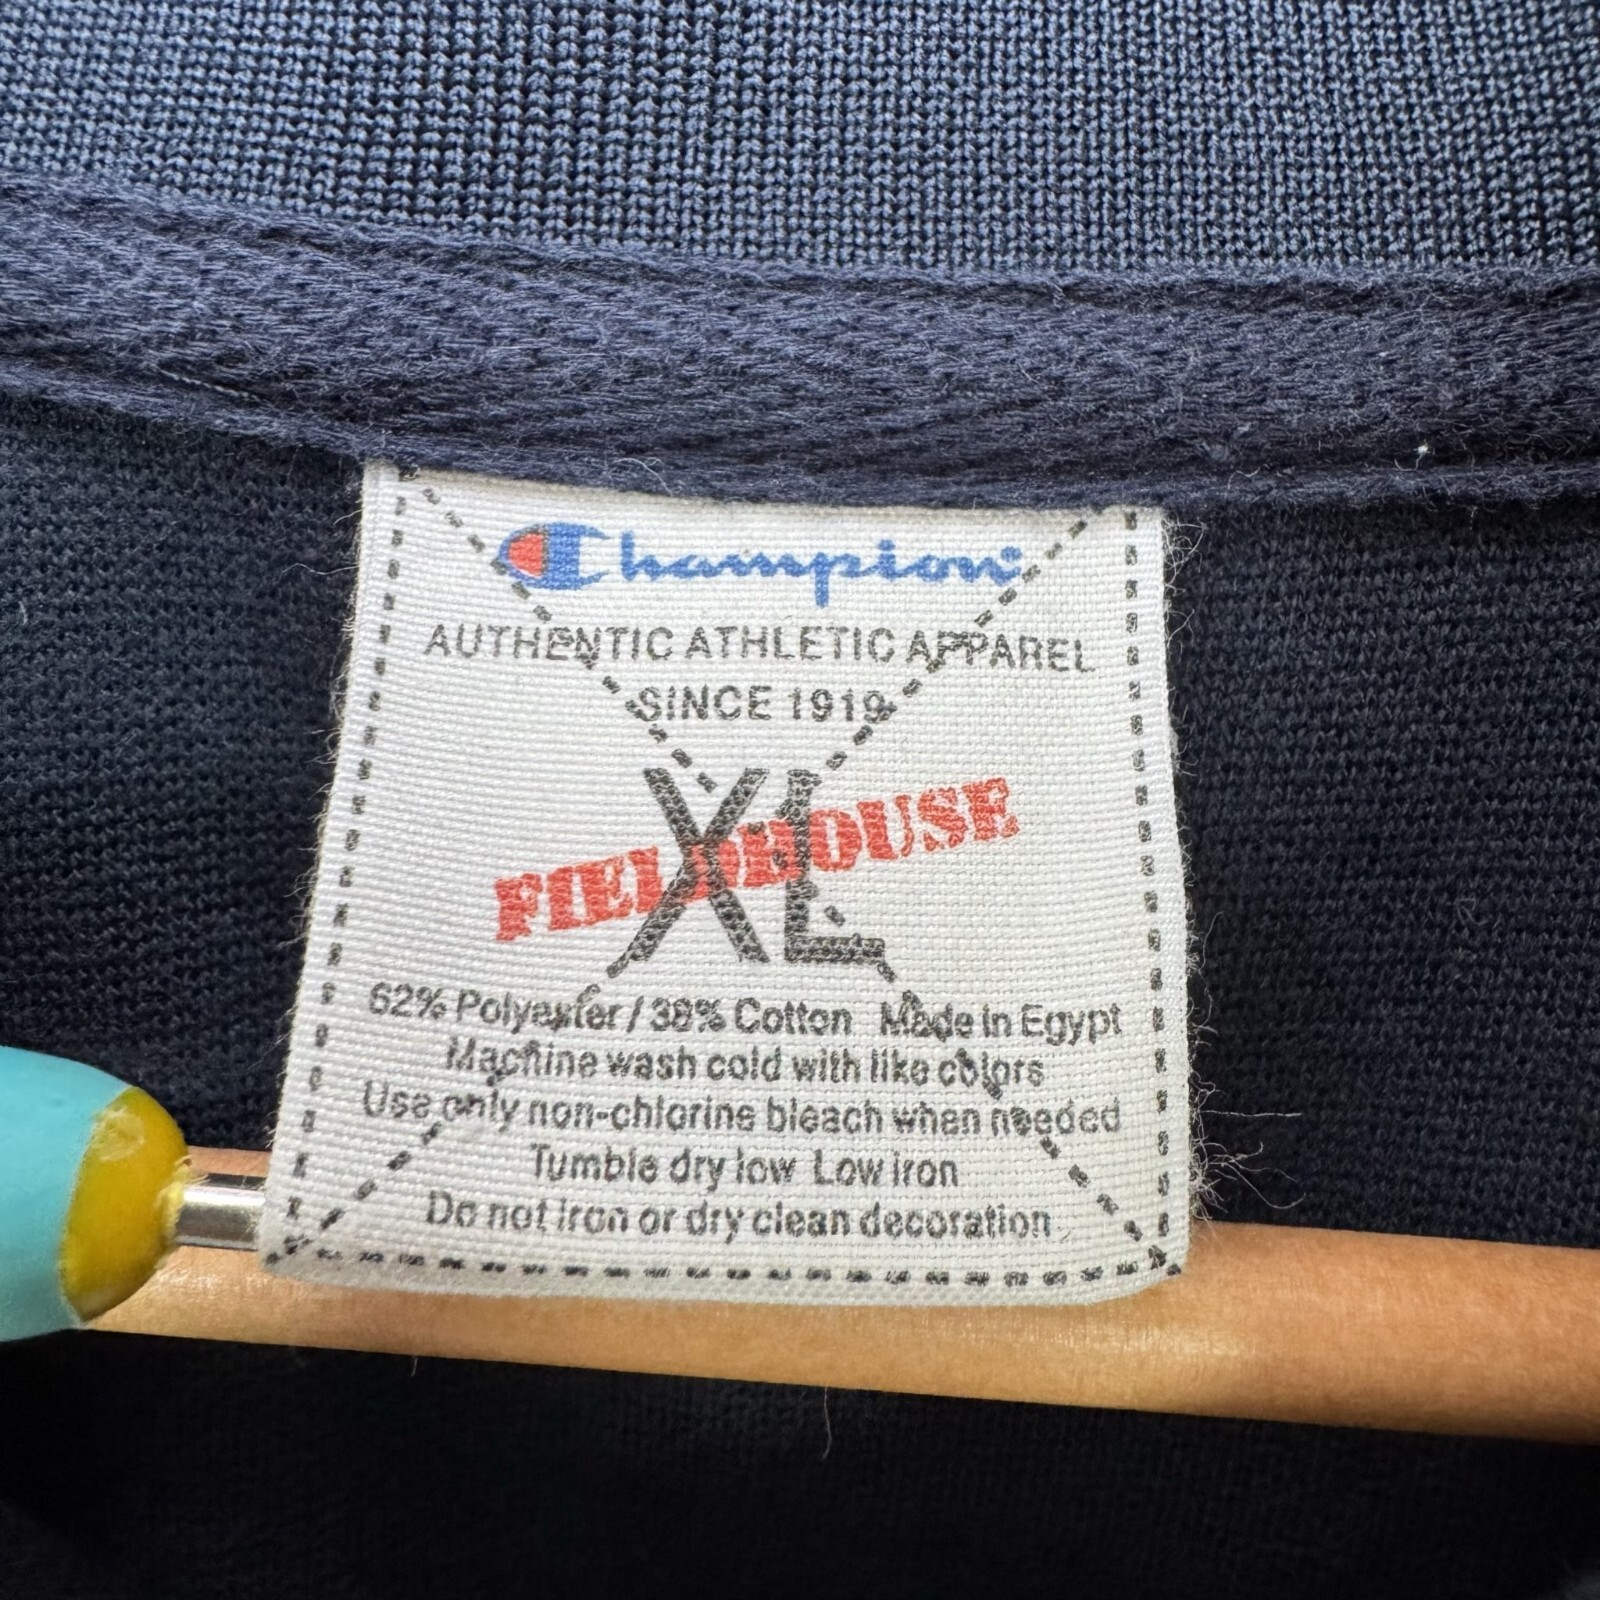 Champion
AUTHENTIC ATHLETIC APPAREL
SINCE 1919
XL
FIELDHOUSE
62% Polyester / 38% Cotton Made in Egypt
Machine wash cold with like colors
Use only non-chlorine bleach when needed
Tumble dry low Low iron
Do not iron or dry clean decoration